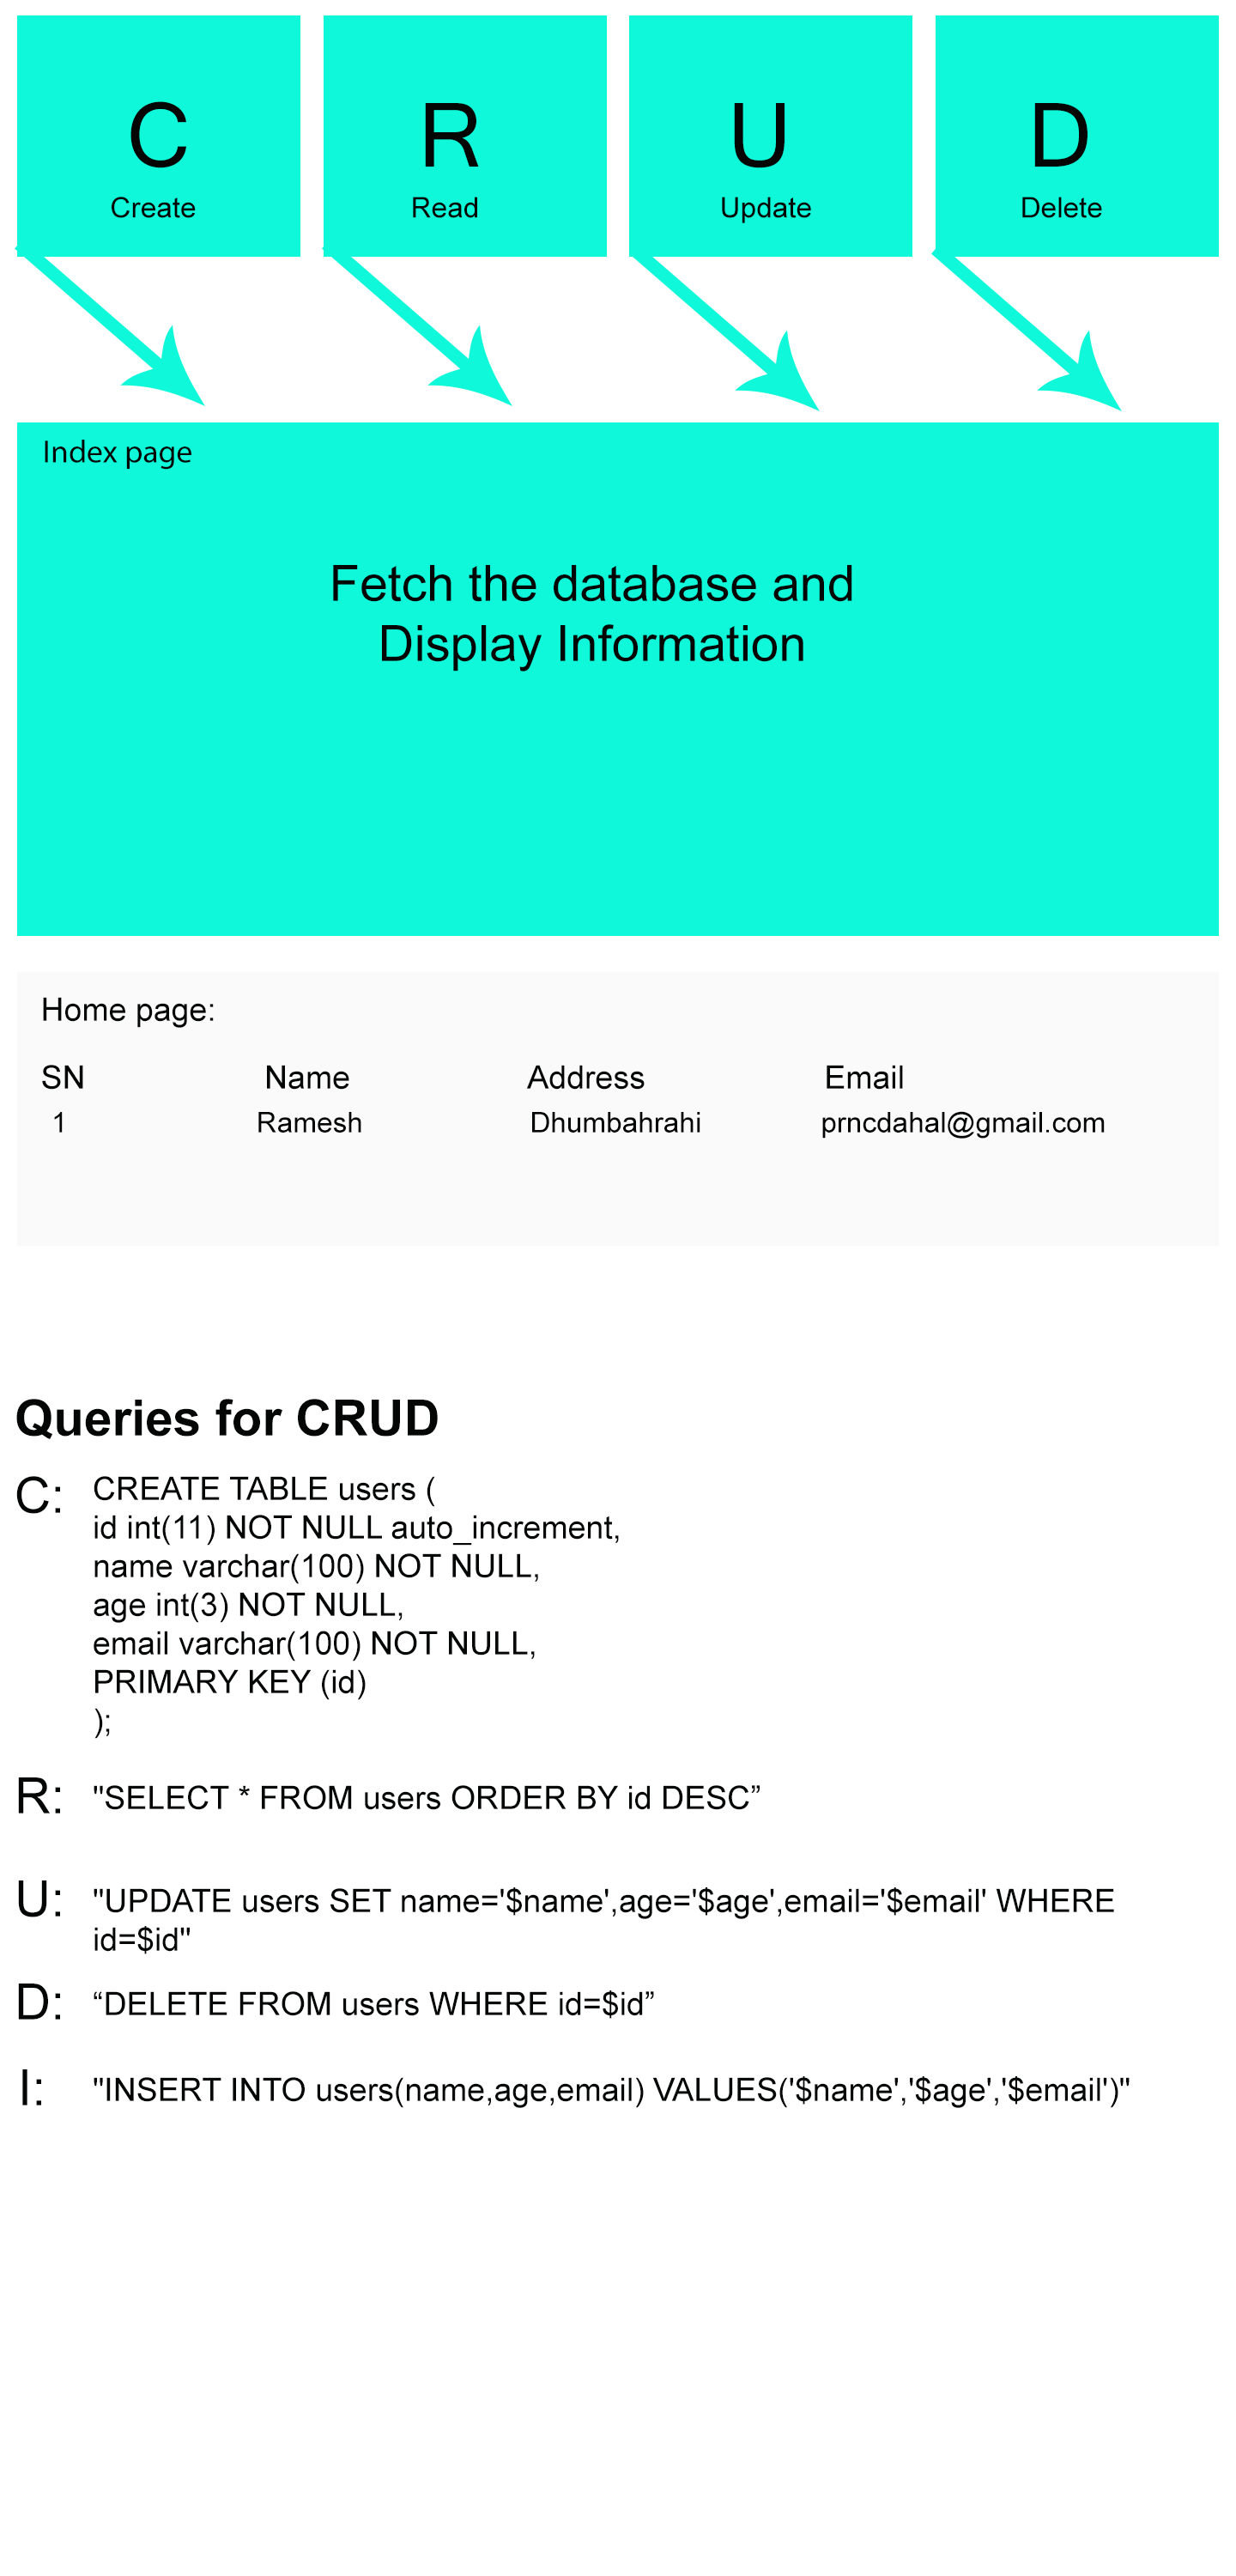 C
Create
R
Read
U
Update
D
Delete
Index page
Fetch the database and
Display Information
Home page:
SN Name Address Email
1 Ramesh Dhumbahrahi prncdahal@gmail.com
Queries for CRUD
C: CREATE TABLE users (
id int(11) NOT NULL auto_increment,
name varchar(100) NOT NULL,
age int(3) NOT NULL,
email varchar(100) NOT NULL,
PRIMARY KEY (id)
);
R: "SELECT * FROM users ORDER BY id DESC”
U: "UPDATE users SET name='$name',age='$age',email='$email' WHERE
id=$id"
D: “DELETE FROM users WHERE id=$id”
I: "INSERT INTO users(name,age,email) VALUES('$name','$age','$email')"